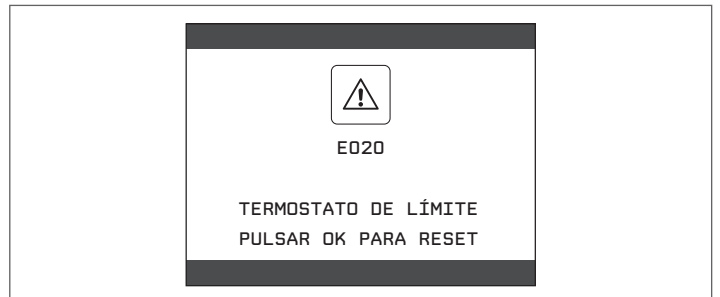 E020
TERMOSTATO DE LÍMITE
PULSAR OK PARA RESET